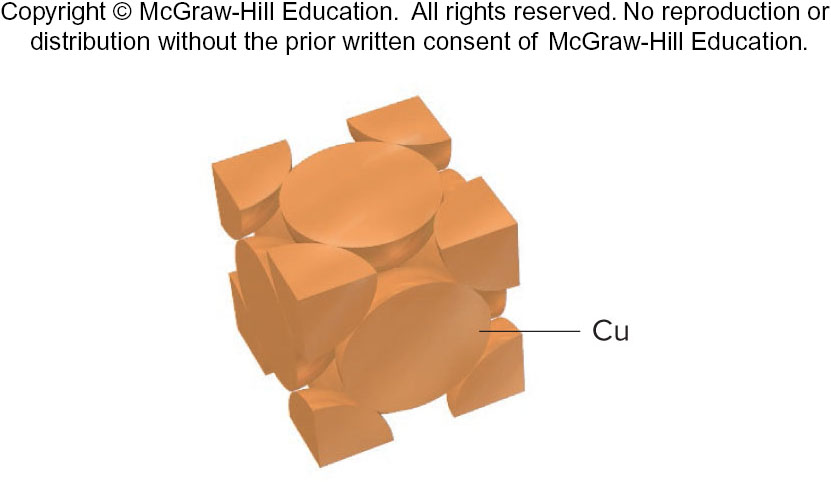 Copyright © McGraw-Hill Education.  All rights reserved. No reproduction or
distribution without the prior written consent of McGraw-Hill Education.
Cu